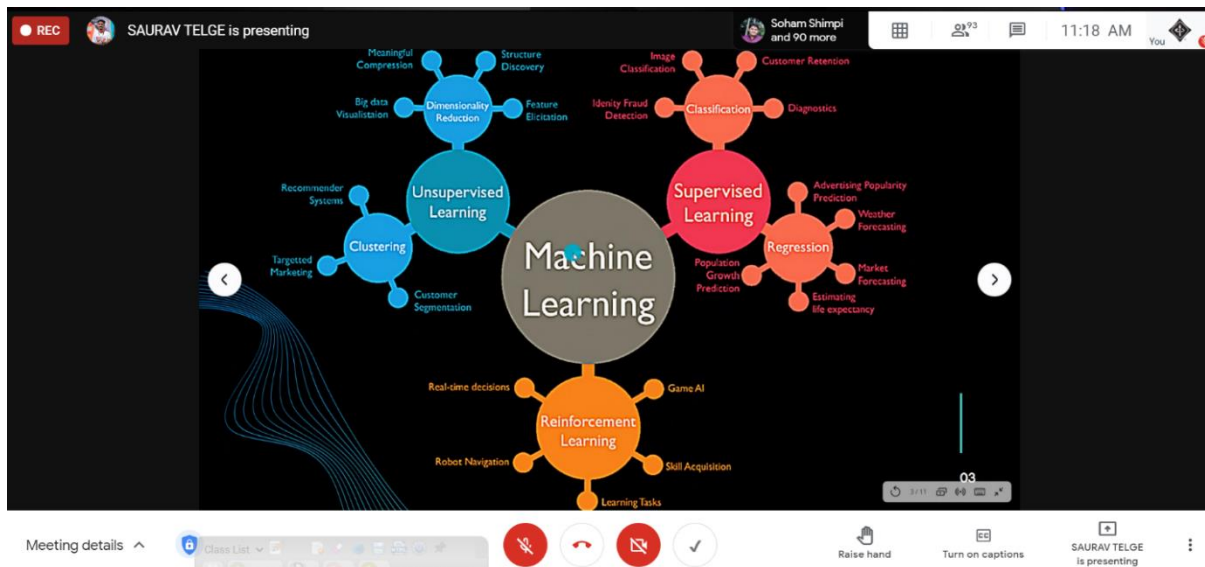 REC
SAURAV TELGE is presenting
Soham Shimpi
and 90 more
93
11:18 AM
You
Meaningful
Compression
Structure
Discovery
Big data
Visualistaion
Dimensionality
Reduction
Feature
Elicitation
Image
Classification
Customer Retention
Idenity Fraud
Detection
Classification
Diagnostics
Recommender
Systems
Unsupervised
Learning
Supervised
Learning
Advertising Popularity
Prediction
Weather
Forecasting
Clustering
Machine
Learning
Regression
Targetted
Marketing
Population
Growth
Prediction
Market
Forecasting
Customer
Segmentation
Estimating
life expectancy
Real-time decisions
Game AI
Reinforcement
Learning
Robot Navigation
Skill Acquisition
Learning Tasks
03
3/11
Meeting details
Class List
Raise hand
CC
Turn on captions
SAURAV TELGE
is presenting